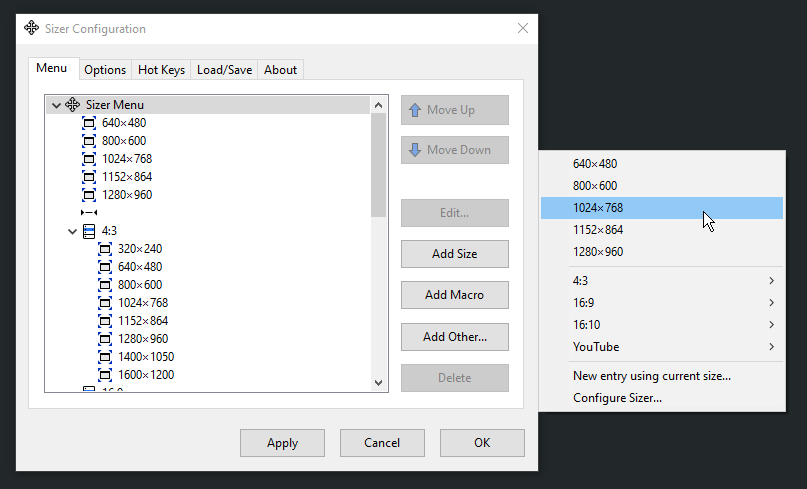 Sizer Configuration
Menu
Options
Hot Keys
Load/Save
About
Sizer Menu
640×480
800×600
1024×768
1152×864
1280×960
4:3
320×240
640×480
800×600
1024×768
1152×864
1280×960
1400×1050
1600×1200
Move Up
Move Down
Edit...
Add Size
Add Macro
Add Other...
Delete
Apply
Cancel
OK
640×480
800×600
1024×768
1152×864
1280×960
4:3
16:9
16:10
YouTube
New entry using current size...
Configure Sizer...